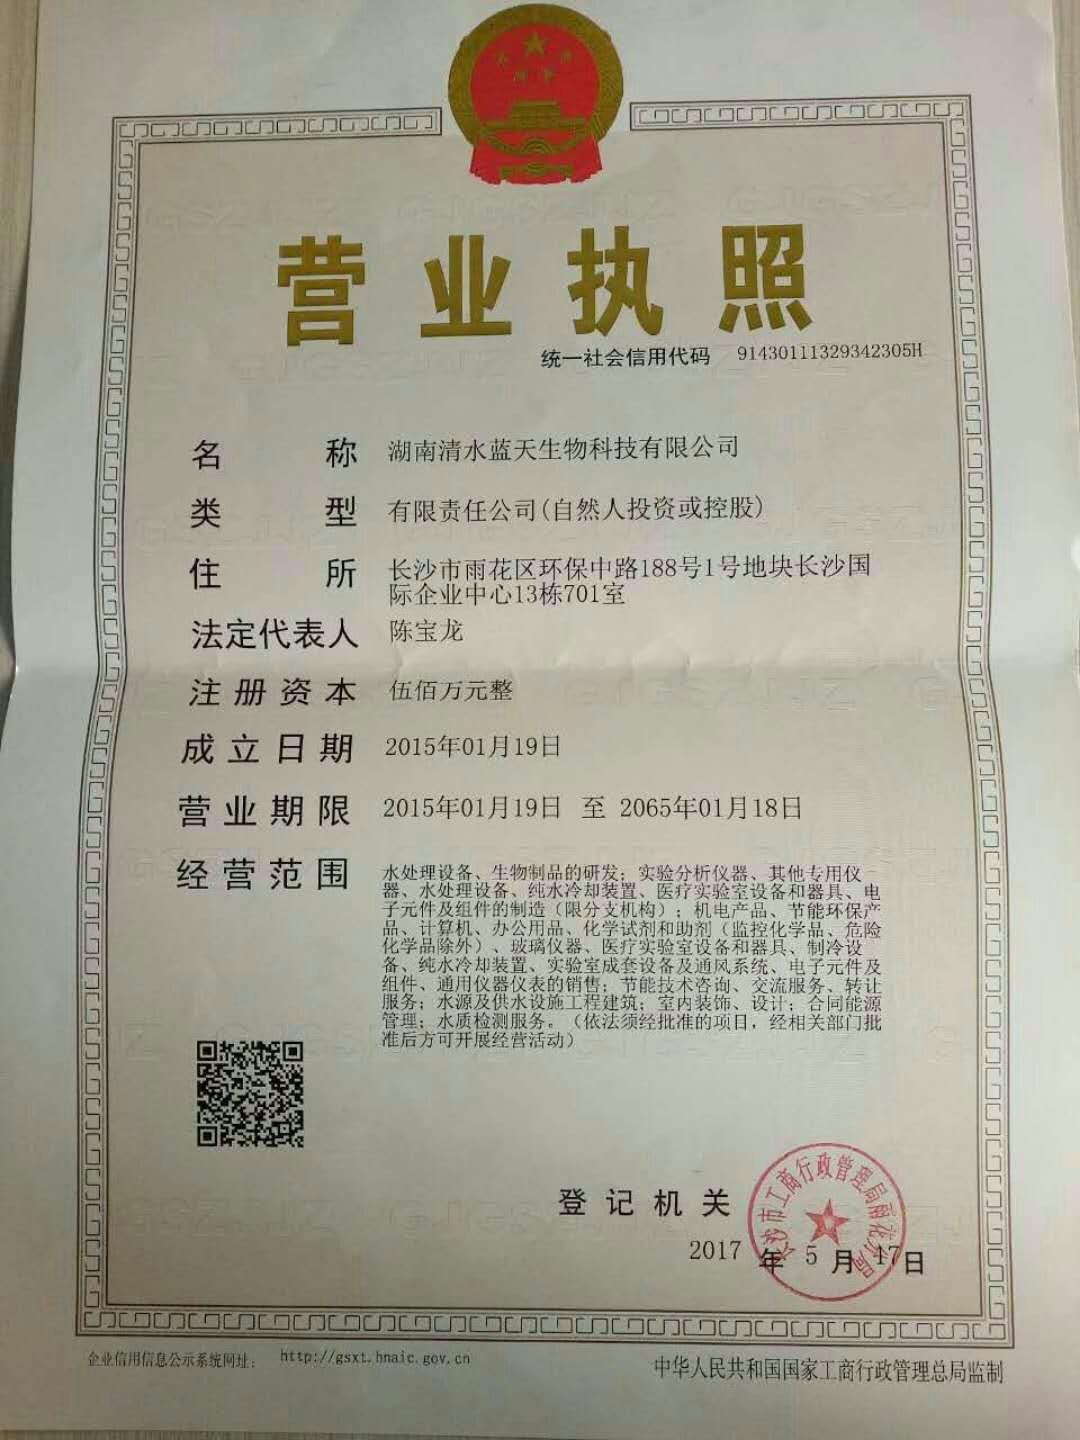 营业执照
统一社会信用代码 91430111329342305H
名称 湖南清水蓝天生物科技有限公司
类型 有限责任公司(自然人投资或控股)
住所 长沙市雨花区环保中路188号1号地块长沙国
际企业中心13栋701室
法定代表人 陈宝龙
注册资本 伍佰万元整
成立日期 2015年01月19日
营业期限 2015年01月19日 至 2065年01月18日
经营范围 水处理设备、生物制品的研发；实验分析仪器、其他专用仪
器、水处理设备、纯水冷却装置、医疗实验室设备和器具、电
子元件及组件的制造（限分支机构）；机电产品、节能环保产
品、计算机、办公用品、化学试剂和助剂（监控化学品、危险
化学品除外）、玻璃仪器、医疗实验室设备和器具、制冷设
备、纯水冷却装置、实验室成套设备及通风系统、电子元件及
组件、通用仪器仪表的销售；节能技术咨询、交流服务、转让
服务；水源及供水设施工程建筑；室内装饰、设计；合同能源
管理；水质检测服务。（依法须经批准的项目，经相关部门批
准后方可开展经营活动）
登记机关
长沙市工商行政管理局雨花分局
2017 年 5 月 17日
企业信用信息公示系统网址： http://gsxt.hnaic.gov.cn
中华人民共和国国家工商行政管理总局监制